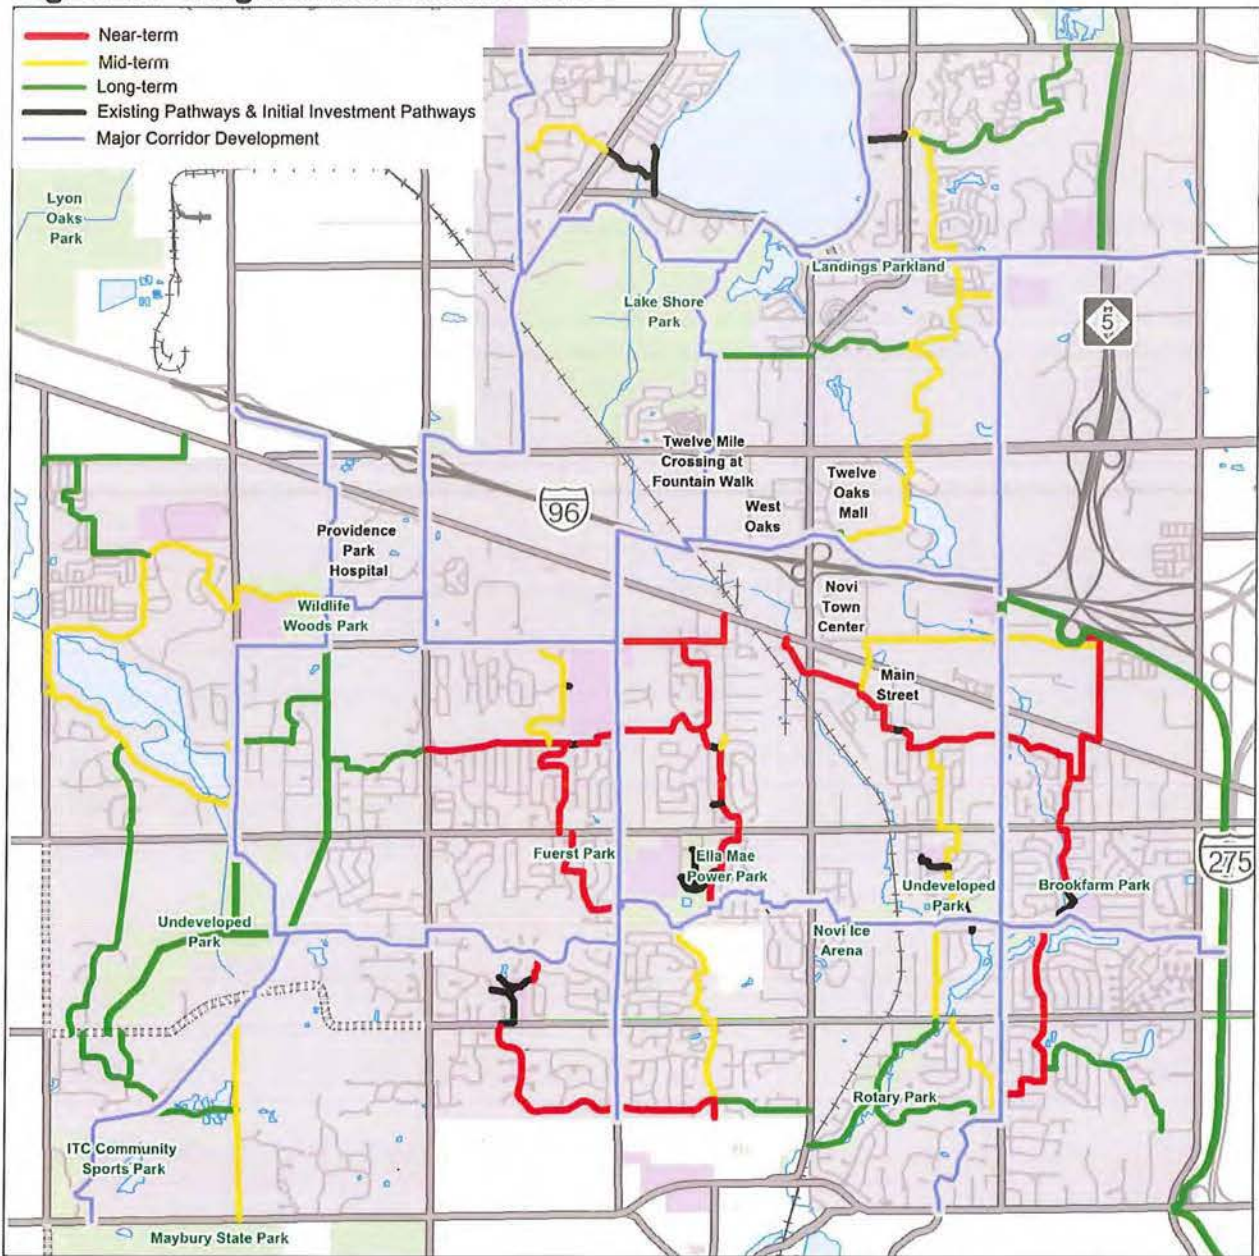 Near-term
Mid-term
Long-term
Existing Pathways & Initial Investment Pathways
Major Corridor Development
Lyon
Oaks
Park
Landings Parkland
Lake Shore
Park
M
5
Twelve Mile
Crossing at
Fountain Walk
Twelve
Oaks
Mall
West
Oaks
96
Providence
Park
Hospital
Novi
Town
Center
Wildlife
Woods Park
Main
Street
Fuerst Park
Ella Mae
Power Park
Undeveloped
Park
Brookfarm Park
275
Undeveloped
Park
Novi Ice
Arena
Rotary Park
ITC Community
Sports Park
Maybury State Park